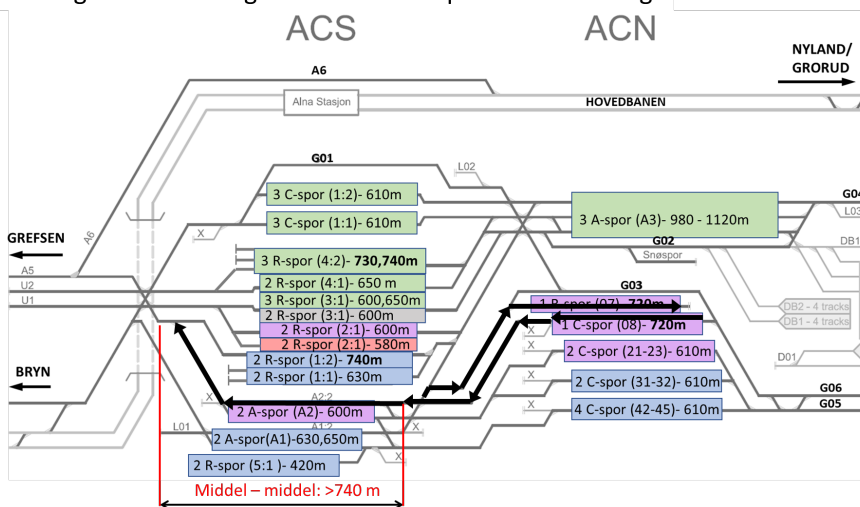 ACS
ACN
NYLAND/
GRORUD
A6
Alna Stasjon
HOVEDBANEN
G01
L02
3 C-spor (1:2)- 610m
3 C-spor (1:1)- 610m
3 A-spor (A3) - 980 - 1120m
G04
L03
X
A6
GREFSEN
G02
DB1
Snøspor
3 R-spor (4:2)- 730,740m
A5
U2
2 R-spor (4:1)- 650 m
G03
U1
3 R-spor (3:1)- 600,650m
1 R-spor (07)- 720m
DB2 - 4 tracks
2 R-spor (3:1)- 600m
1 C-spor (08)- 720m
DB1 - 4 tracks
2 R-spor (2:1)- 600m
X
2 R-spor (2:1)- 580m
2 C-spor (21-23)- 610m
2 R-spor (1:2)- 740m
D01
BRYN
2 R-spor (1:1)- 630m
X
2 C-spor (31-32)- 610m
G06
X
A2:2
G05
2 A-spor (A2)- 600m
X
4 C-spor (42-45)- 610m
L01
A1:2
X
2 A-spor(A1)-630,650m
2 R-spor (5:1 )- 420m
X
Middel – middel: >740 m